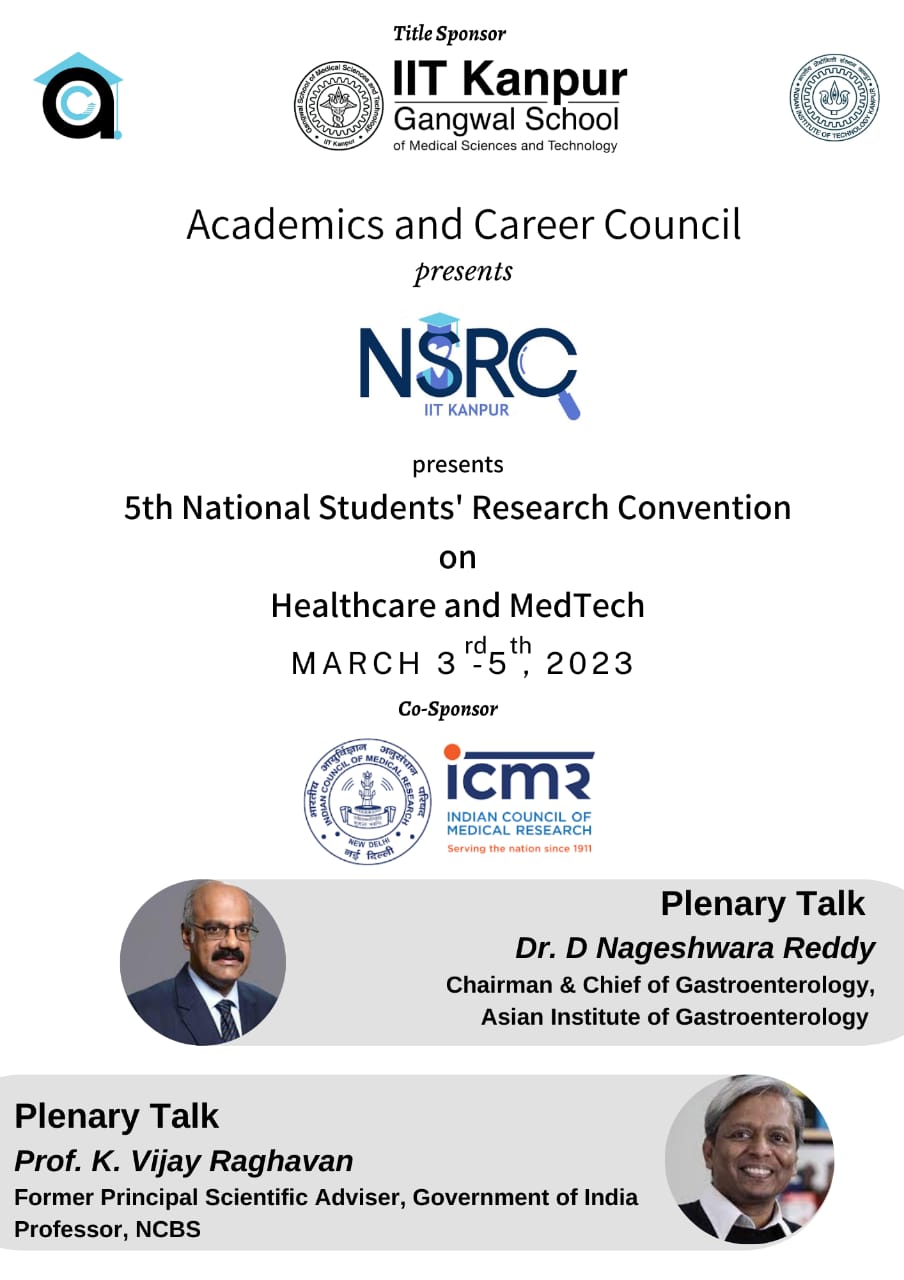 Title Sponsor
IIT Kanpur
Gangwal School
of Medical Sciences and Technology
Gangwal School of Medical Sciences and Technology
IIT Kanpur
INDIAN INSTITUTE OF TECHNOLOGY KANPUR
Academics and Career Council
presents
NSRC
IIT KANPUR
presents
5th National Students' Research Convention
on
Healthcare and MedTech
MARCH 3rd-5th, 2023
Co-Sponsor
भारतीय आयुर्विज्ञान अनुसंधान परिषद
INDIAN COUNCIL OF MEDICAL RESEARCH
NEW DELHI
नई दिल्ली
icmr
INDIAN COUNCIL OF
MEDICAL RESEARCH
Serving the nation since 1911
Plenary Talk
Dr. D Nageshwara Reddy
Chairman & Chief of Gastroenterology,
Asian Institute of Gastroenterology
Plenary Talk
Prof. K. Vijay Raghavan
Former Principal Scientific Adviser, Government of India
Professor, NCBS